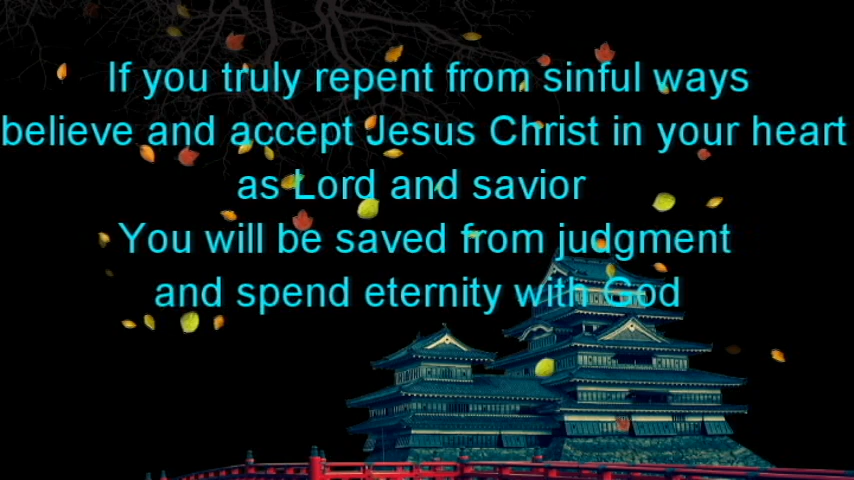 If you truly repent from sinful ways
believe and accept Jesus Christ in your heart
as Lord and savior
You will be saved from judgment
and spend eternity with God